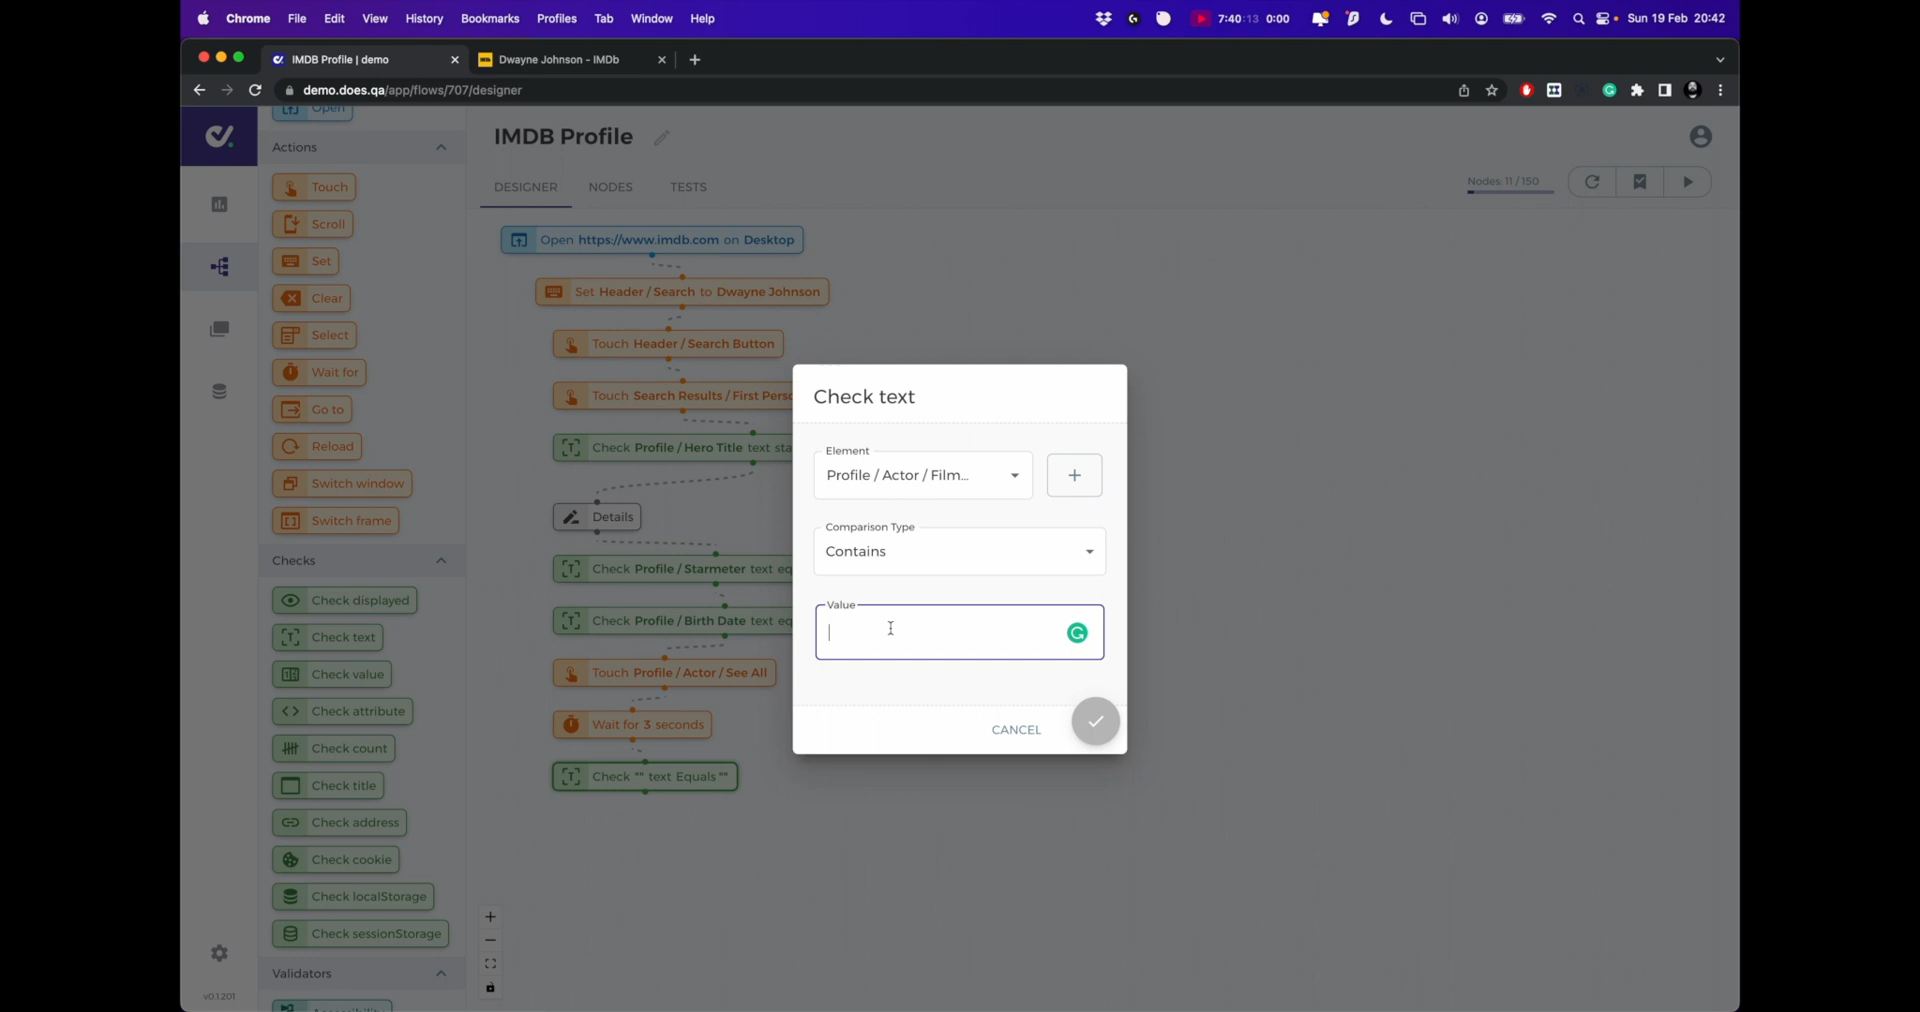 Chrome File Edit View History Bookmarks Profiles Tab Window Help 7:40:13 0:00 Sun 19 Feb 20:42
IMDB Profile | demo
Dwayne Johnson - IMDb
demo.does.qa/app/flows/707/designer
Open
Actions
Touch
Scroll
Set
Clear
Select
Wait for
Go to
Reload
Switch window
Switch frame
Checks
Check displayed
Check text
Check value
Check attribute
Check count
Check title
Check address
Check cookie
Check localStorage
Check sessionStorage
Validators
v0.1.201
IMDB Profile
DESIGNER NODES TESTS
Nodes: 11 / 150
Open https://www.imdb.com on Desktop
Set Header / Search to Dwayne Johnson
Touch Header / Search Button
Touch Search Results / First Perso
Check Profile / Hero Title text sta
Details
Check Profile / Starmeter text eq
Check Profile / Birth Date text eq
Touch Profile / Actor / See All
Wait for 3 seconds
Check "" text Equals ""
Check text
Element
Profile / Actor / Film...
Comparison Type
Contains
Value
CANCEL